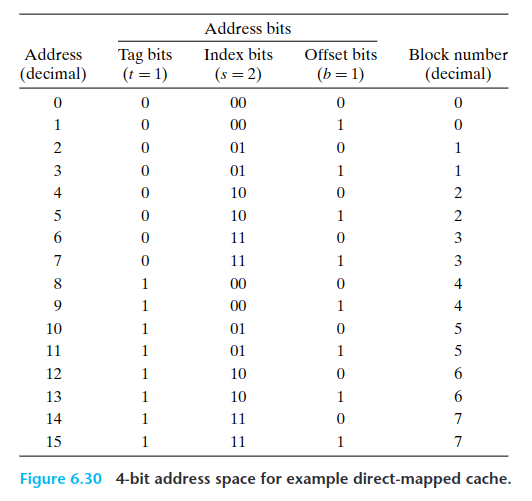 Address bits
Address Tag bits Index bits Offset bits Block number
(decimal) (t = 1) (s = 2) (b = 1) (decimal)
0 0 00 0 0
1 0 00 1 0
2 0 01 0 1
3 0 01 1 1
4 0 10 0 2
5 0 10 1 2
6 0 11 0 3
7 0 11 1 3
8 1 00 0 4
9 1 00 1 4
10 1 01 0 5
11 1 01 1 5
12 1 10 0 6
13 1 10 1 6
14 1 11 0 7
15 1 11 1 7
Figure 6.30 4-bit address space for example direct-mapped cache.